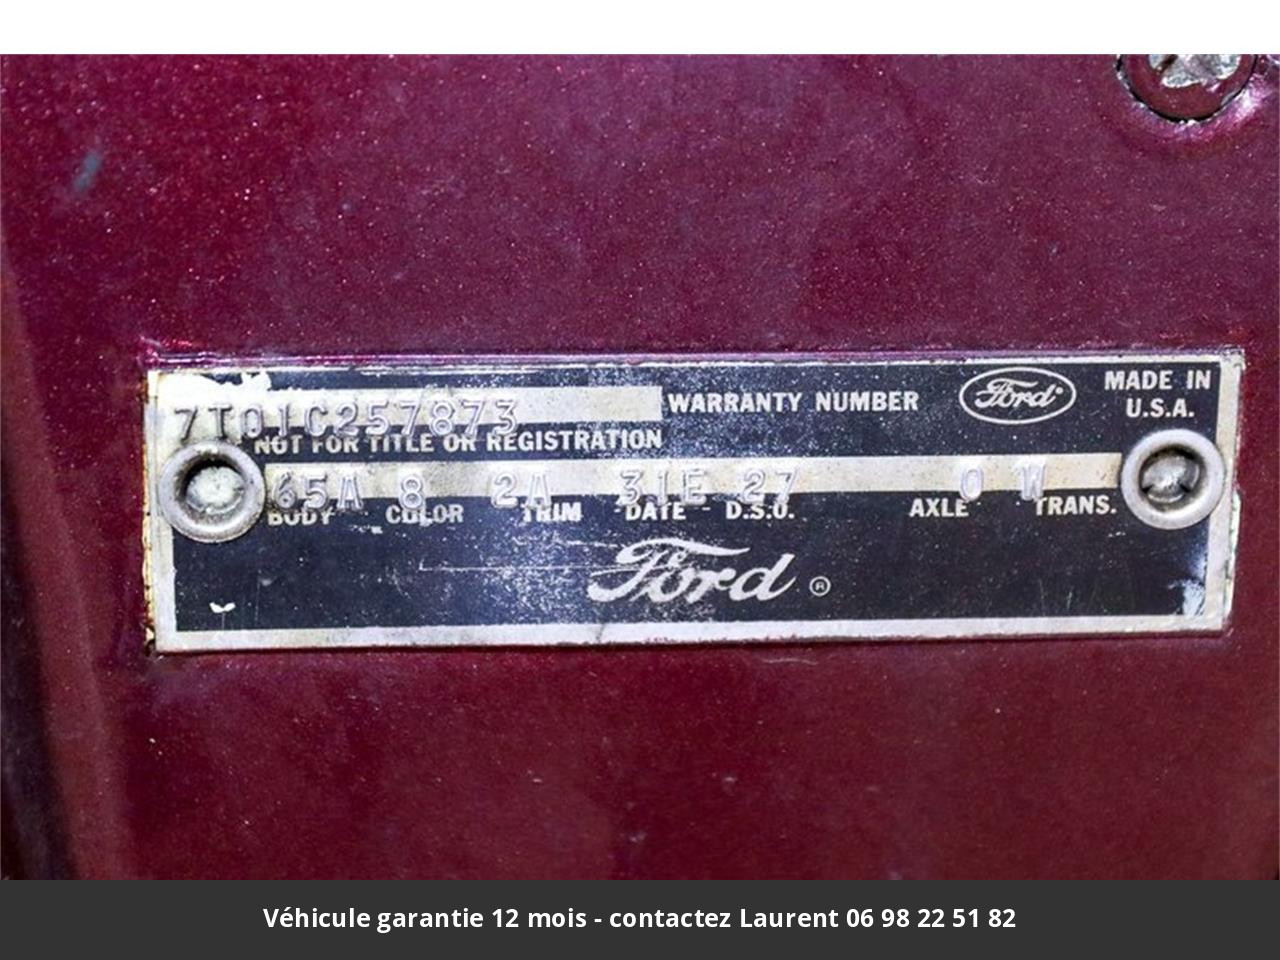 Ford
MADE IN
U.S.A.
7T01C257873
WARRANTY NUMBER
NOT FOR TITLE OR REGISTRATION
65A 8 2A 31E 27 0 W
BODY COLOR TRIM DATE D.S.O. AXLE TRANS.
Ford ®
Véhicule garantie 12 mois - contactez Laurent 06 98 22 51 82